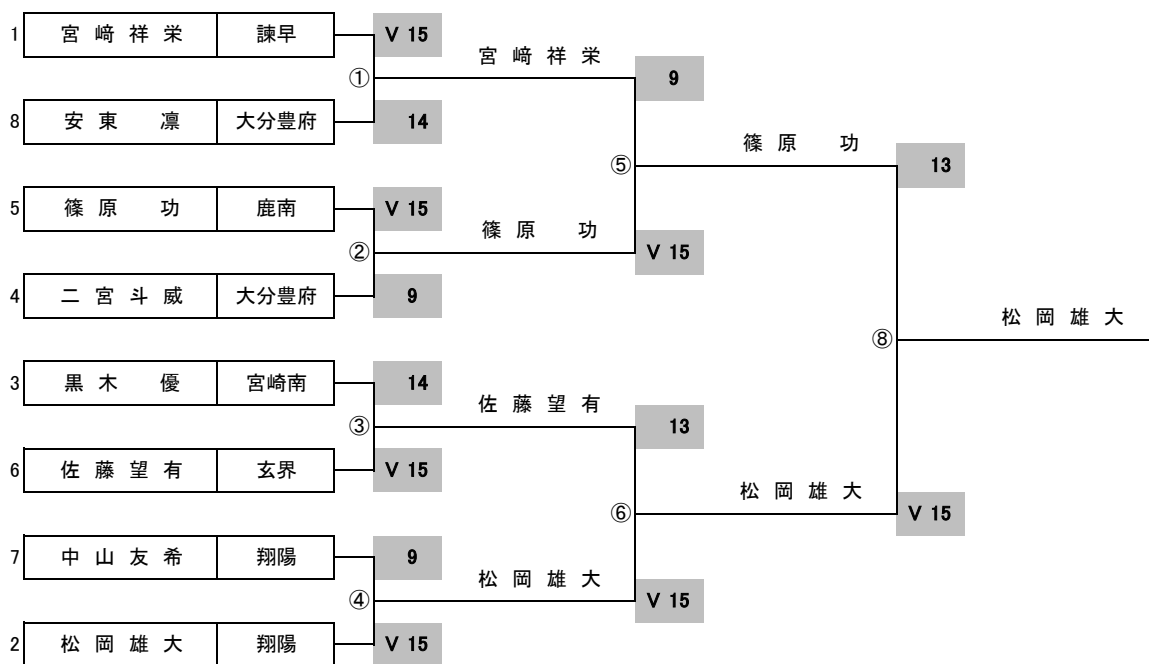 1 宮﨑祥栄 諫早 V 15
宮﨑祥栄
① 9
8 安東 凛 大分豊府 14
篠原 功
⑤ 13
5 篠原 功 鹿南 V 15
篠原 功
② V 15
4 二宮斗威 大分豊府 9
松岡雄大
⑧
3 黒木 優 宮崎南 14
佐藤望有
③ 13
6 佐藤望有 玄界 V 15
松岡雄大
⑥ V 15
7 中山友希 翔陽 9
松岡雄大
④ V 15
2 松岡雄大 翔陽 V 15